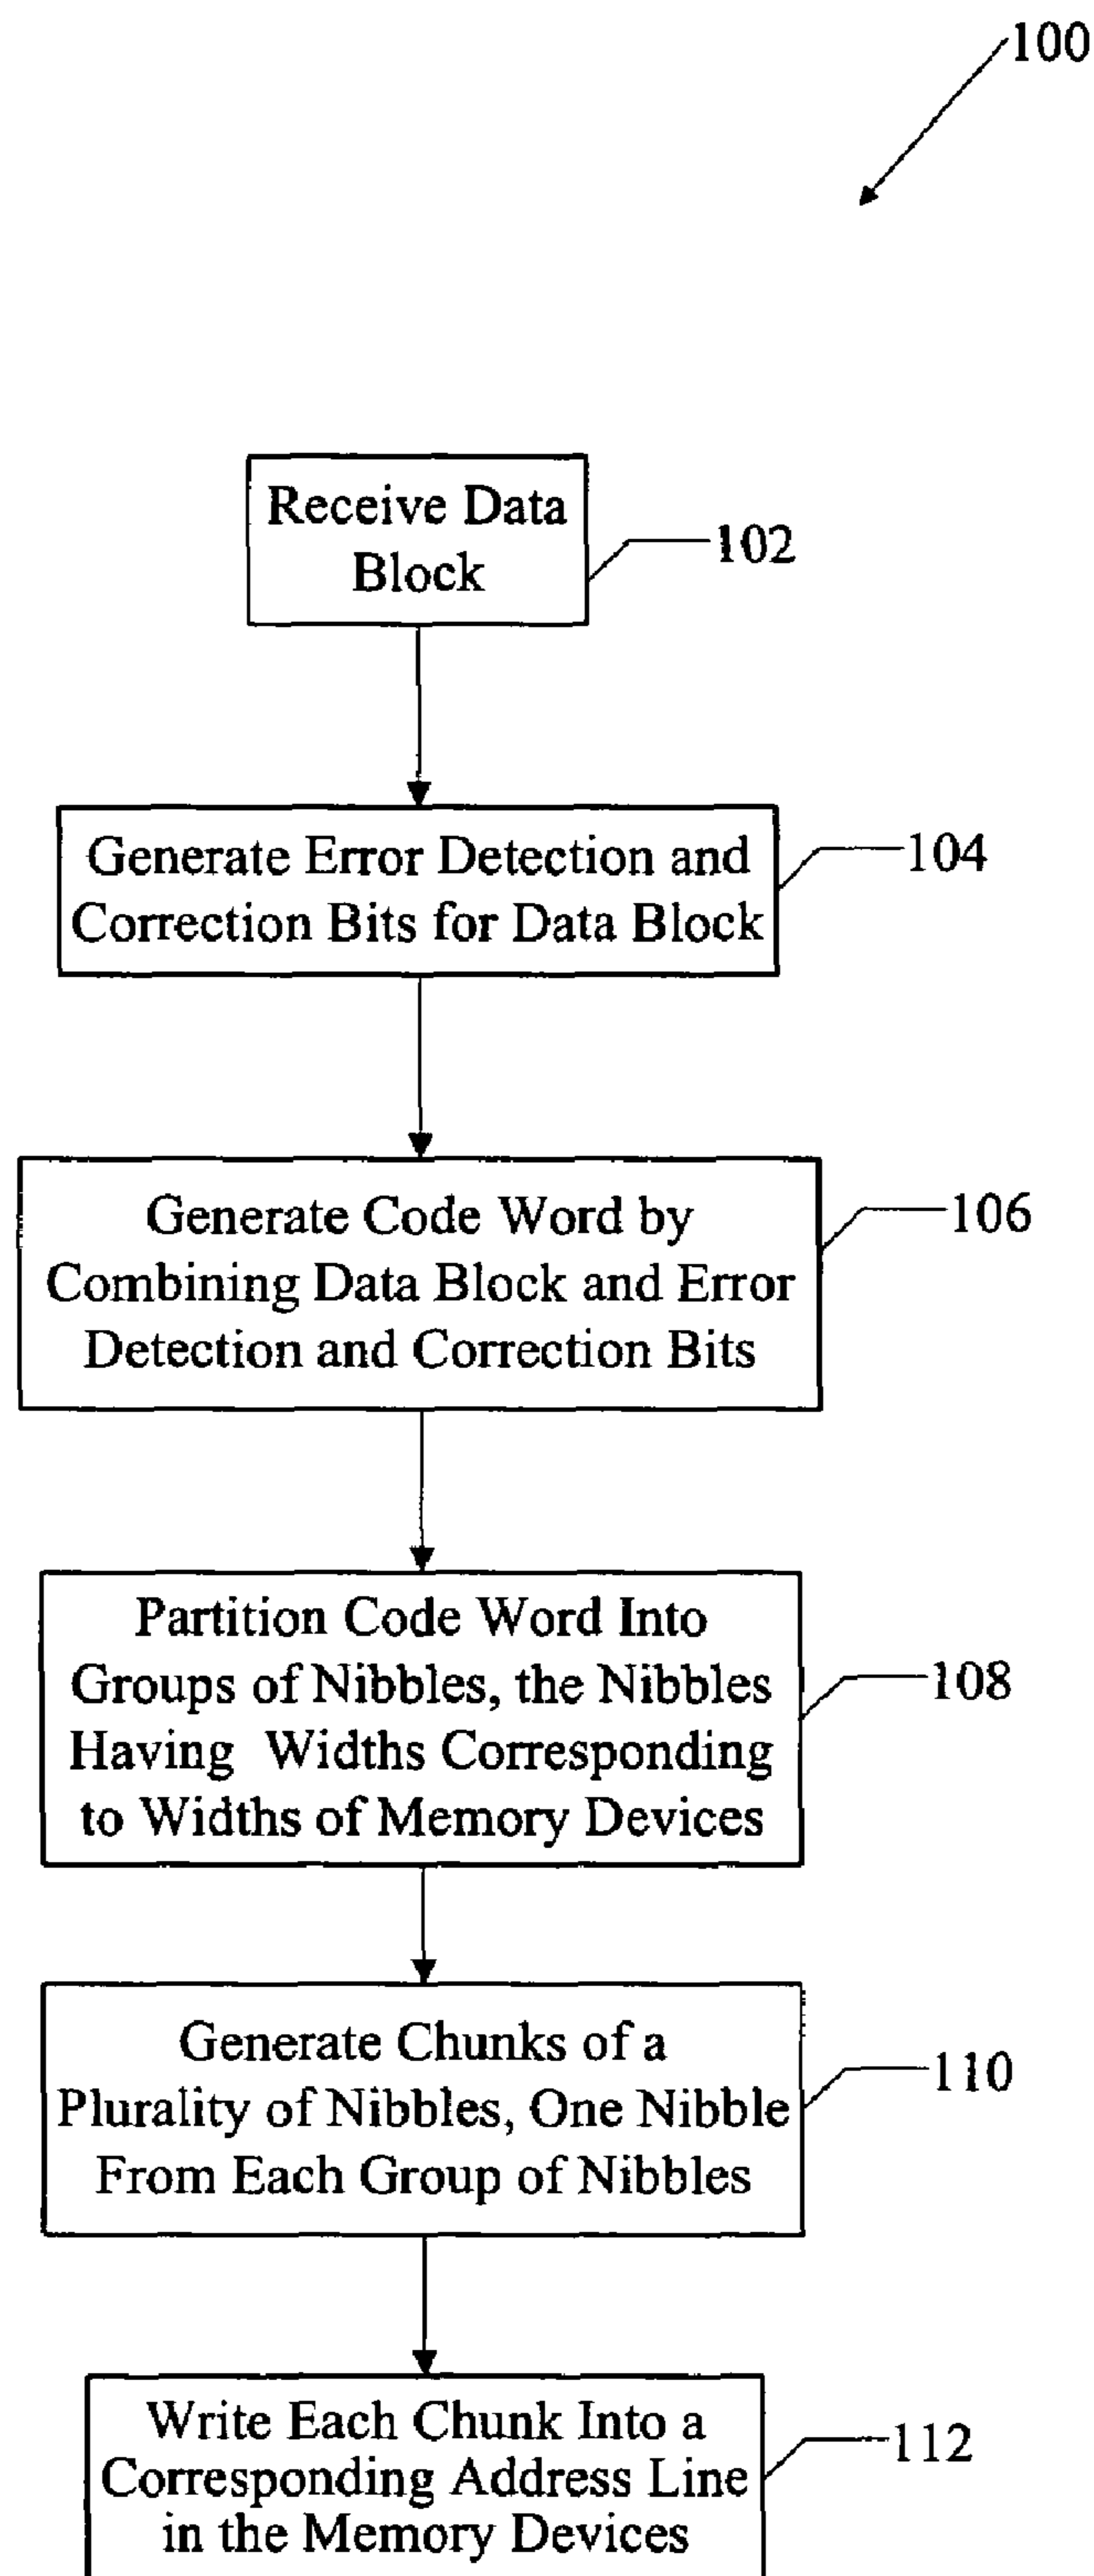 100
Receive Data
Block
102
Generate Error Detection and
Correction Bits for Data Block
104
Generate Code Word by
Combining Data Block and Error
Detection and Correction Bits
106
Partition Code Word Into
Groups of Nibbles, the Nibbles
Having Widths Corresponding
to Widths of Memory Devices
108
Generate Chunks of a
Plurality of Nibbles, One Nibble
From Each Group of Nibbles
110
Write Each Chunk Into a
Corresponding Address Line
in the Memory Devices
112